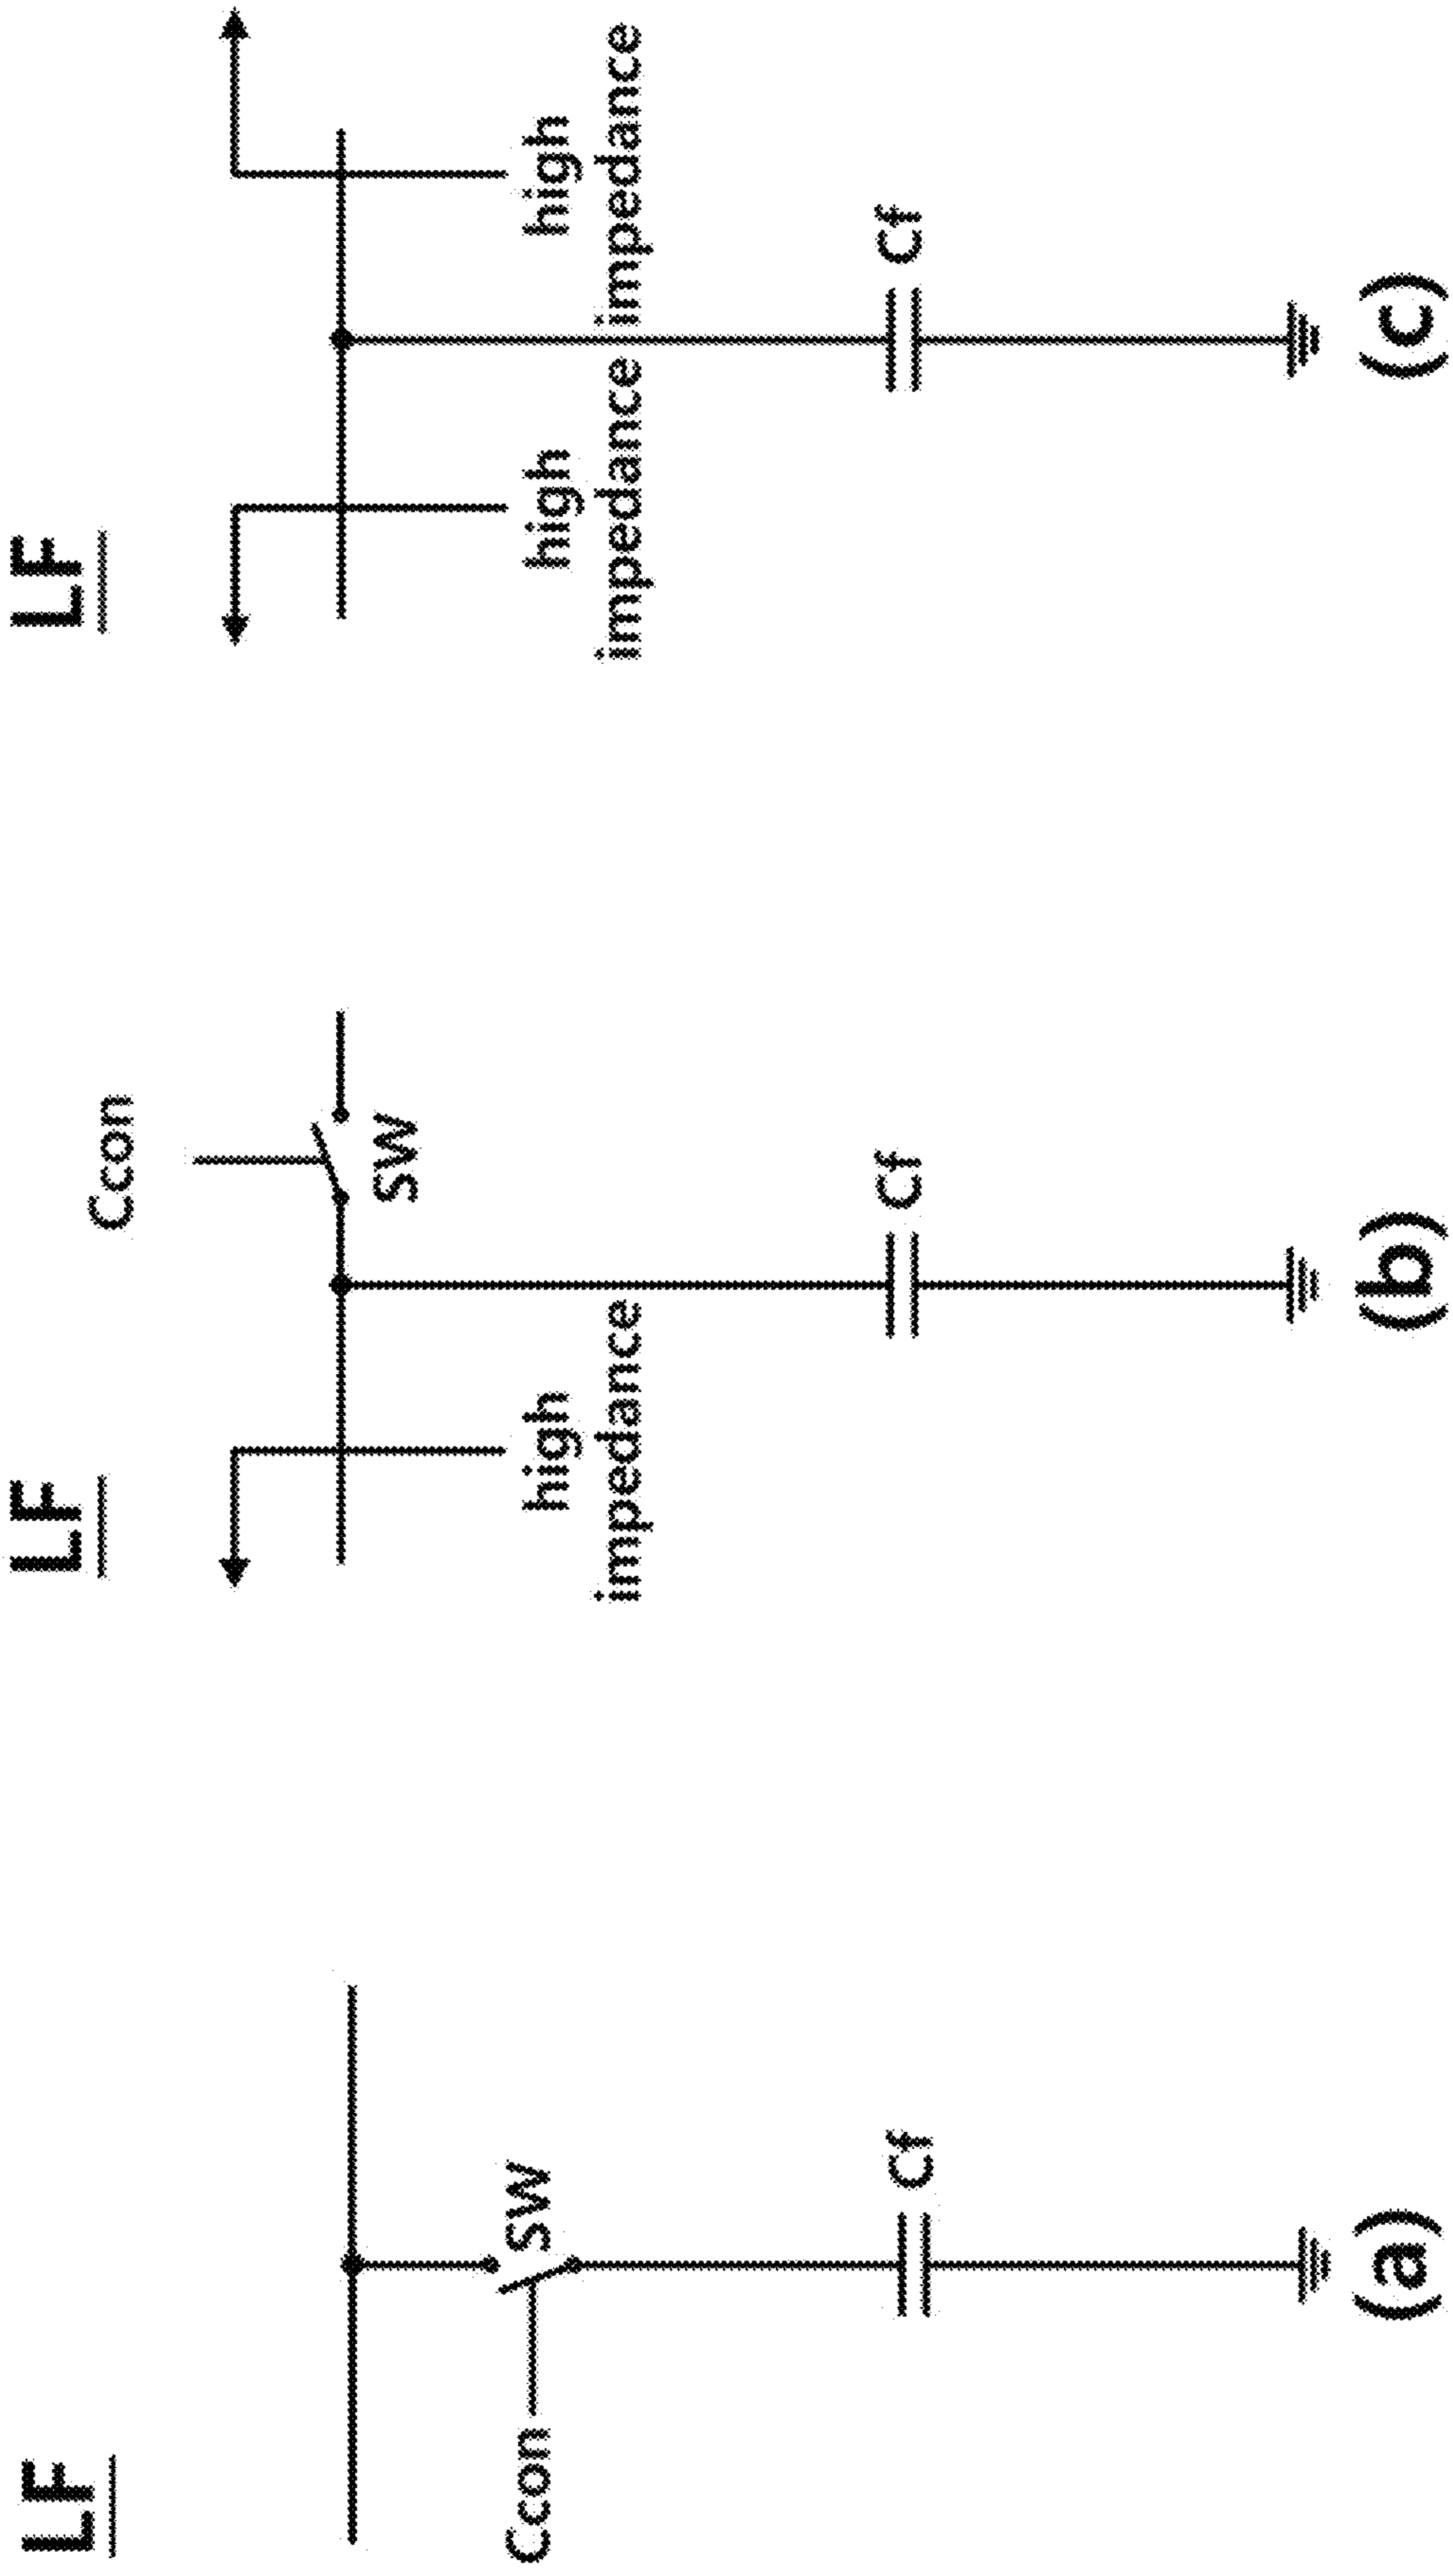 LF
Ccon
SW
Cf
(a)
LF
Ccon
SW
high
impedance
Cf
(b)
LF
high
impedance
high
impedance
Cf
(c)